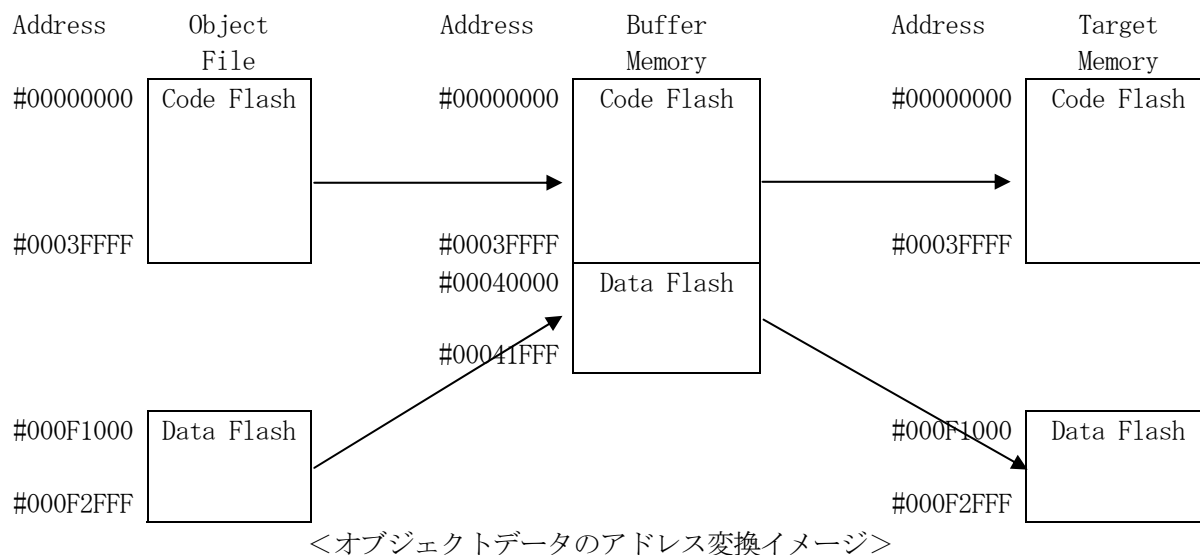 Address Object Address Buffer Address Target
File Memory Memory
#00000000 Code Flash #00000000 Code Flash #00000000 Code Flash
#0003FFFF #0003FFFF #0003FFFF
#00040000 Data Flash
#00041FFF
#000F1000 Data Flash #000F1000 Data Flash
#000F2FFF #000F2FFF
＜オブジェクトデータのアドレス変換イメージ＞